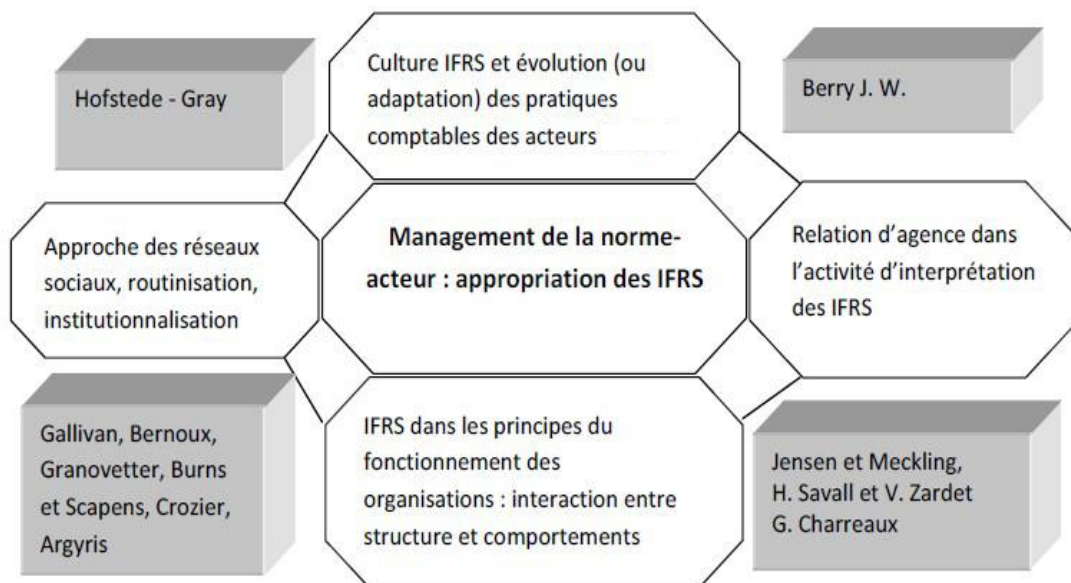 Hofstede - Gray
Culture IFRS et évolution (ou
adaptation) des pratiques
comptables des acteurs
Berry J. W.
Approche des réseaux
sociaux, routinisation,
institutionnalisation
Management de la norme-
acteur : appropriation des IFRS
Relation d'agence dans
l'activité d'interprétation
des IFRS
Gallivan, Bernoux,
Granovetter, Burns
et Scapens, Crozier,
Argyris
IFRS dans les principes du
fonctionnement des
organisations : interaction entre
structure et comportements
Jensen et Meckling,
H. Savall et V. Zardet
G. Charreaux